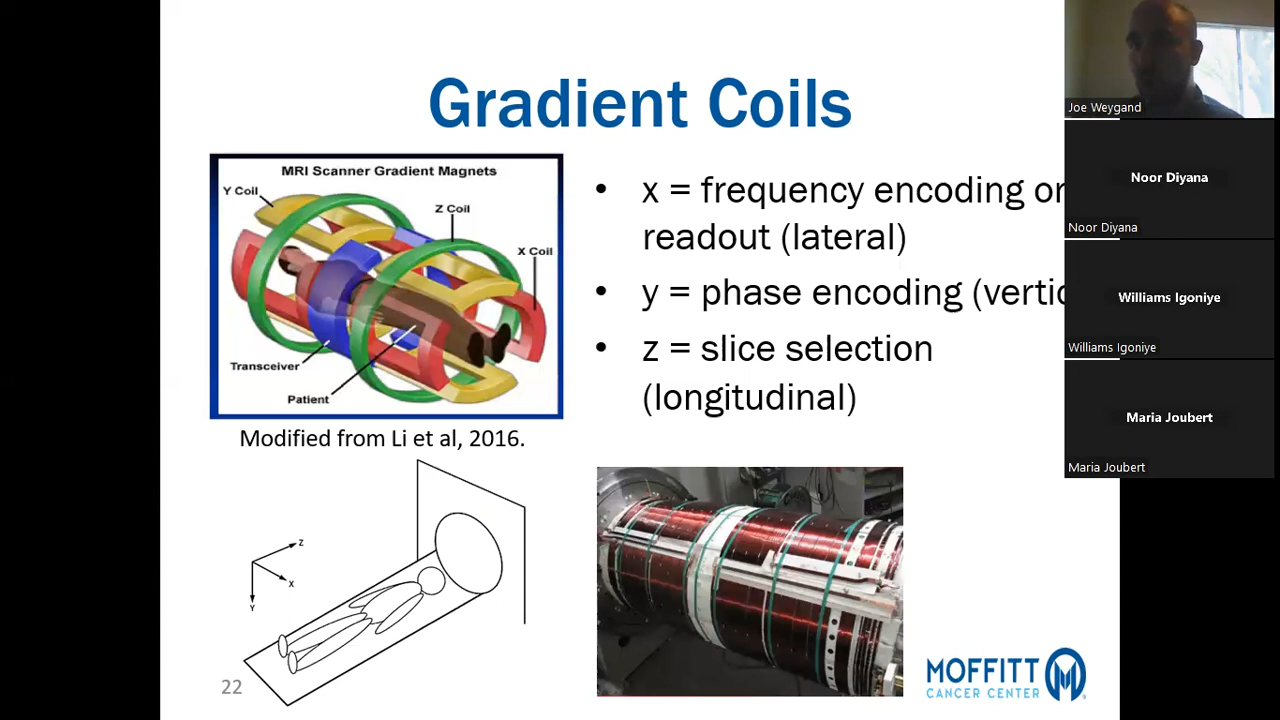 Gradient Coils
MRI Scanner Gradient Magnets
Y Coil
Z Coil
X Coil
Transceiver
Patient
Modified from Li et al, 2016.
• x = frequency encoding or
readout (lateral)
• y = phase encoding (vertic
• z = slice selection
(longitudinal)
Z
X
Y
22
MOFFITT
CANCER CENTER
Joe Weygand
Noor Diyana
Noor Diyana
Williams Igoniye
Williams Igoniye
Maria Joubert
Maria Joubert